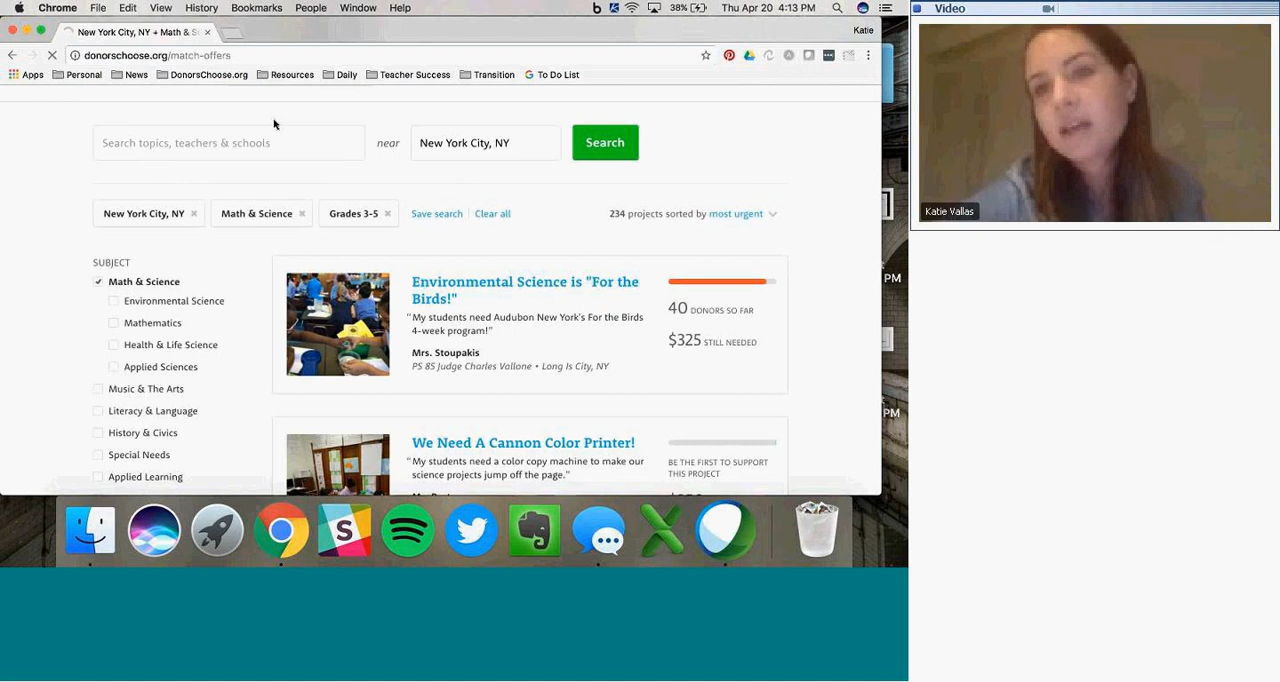 Chrome File Edit View History Bookmarks People Window Help
38% Thu Apr 20 4:13 PM
Video
New York City, NY + Math & S
Katie
donorschoose.org/match-offers
Apps Personal News DonorsChoose.org Resources Daily Teacher Success Transition To Do List
Search topics, teachers & schools near New York City, NY Search
New York City, NY Math & Science Grades 3-5 Save search Clear all
234 projects sorted by most urgent
SUBJECT
Math & Science
Environmental Science
Mathematics
Health & Life Science
Applied Sciences
Music & The Arts
Literacy & Language
History & Civics
Special Needs
Applied Learning
Environmental Science is "For the
Birds!"
“My students need Audubon New York's For the Birds
4-week program!”
Mrs. Stoupakis
PS 85 Judge Charles Vallone • Long Is City, NY
40 DONORS SO FAR
$325 STILL NEEDED
We Need A Cannon Color Printer!
“My students need a color copy machine to make our
science projects jump off the page.”
BE THE FIRST TO SUPPORT
THIS PROJECT
PM
PM
Katie Vallas